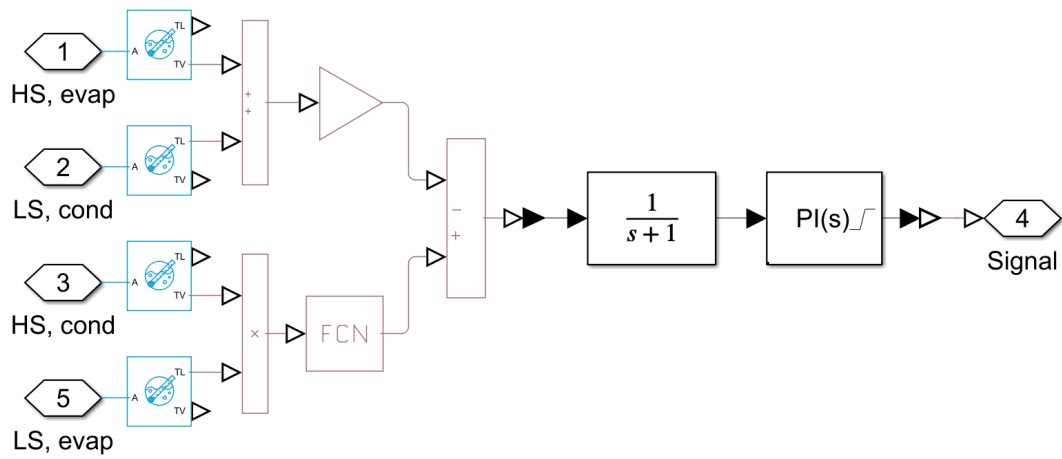 1
A
TL
TV
HS, evap
2
A
TL
TV
LS, cond
+
+
3
A
TL
TV
HS, cond
5
A
TL
TV
LS, evap
×
FCN
−
+
1
s + 1
PI(s)
4
Signal